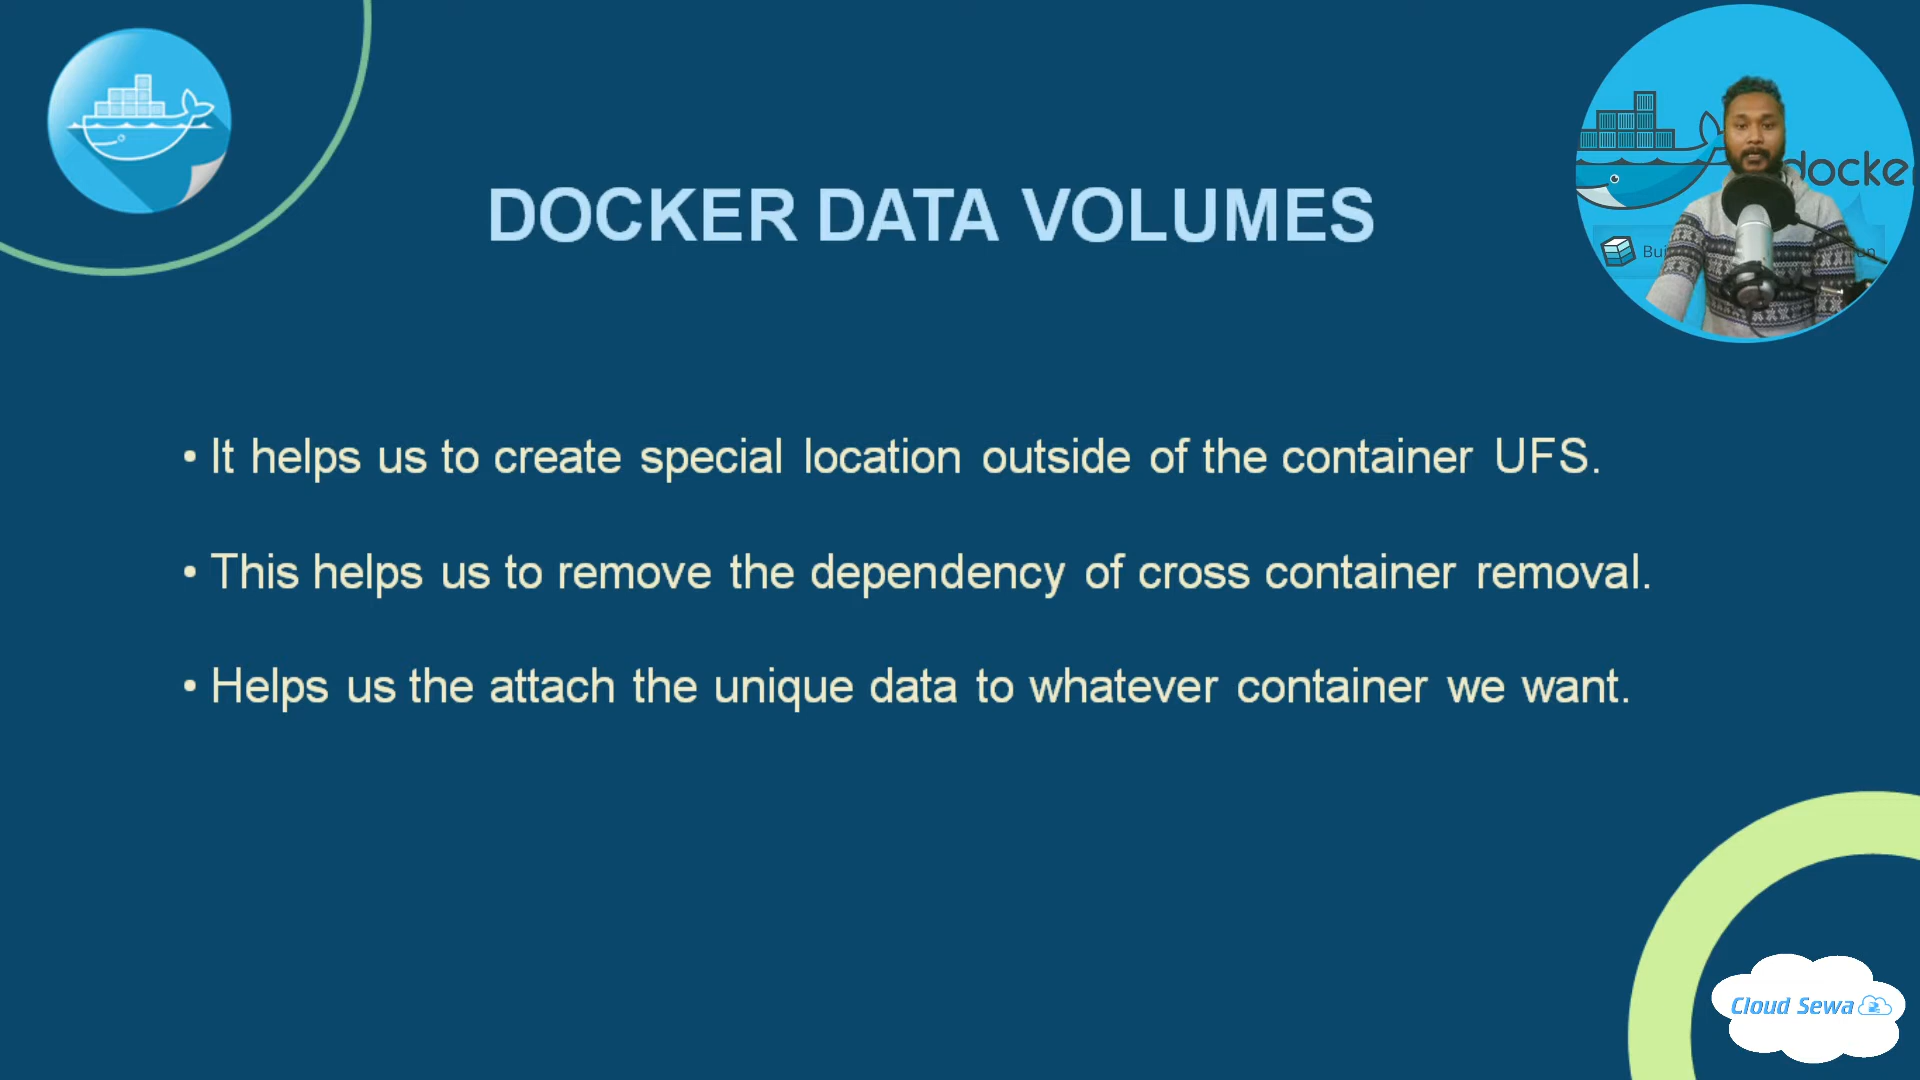 DOCKER DATA VOLUMES
docke
Bui
• It helps us to create special location outside of the container UFS.
• This helps us to remove the dependency of cross container removal.
• Helps us the attach the unique data to whatever container we want.
Cloud Sewa